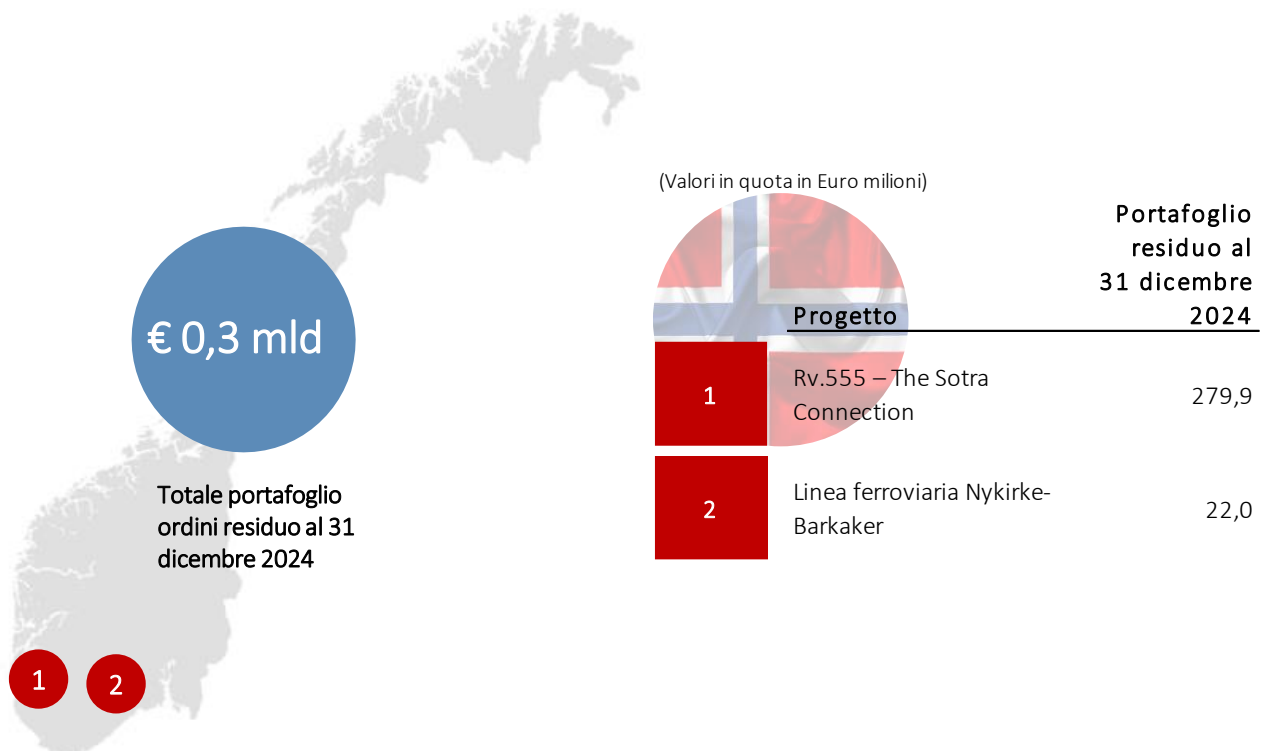 € 0,3 mld
Totale portafoglio
ordini residuo al 31
dicembre 2024
1
2
(Valori in quota in Euro milioni)
Progetto
Portafoglio
residuo al
31 dicembre
2024
1
Rv.555 – The Sotra
Connection
279,9
2
Linea ferroviaria Nykirke-
Barkaker
22,0